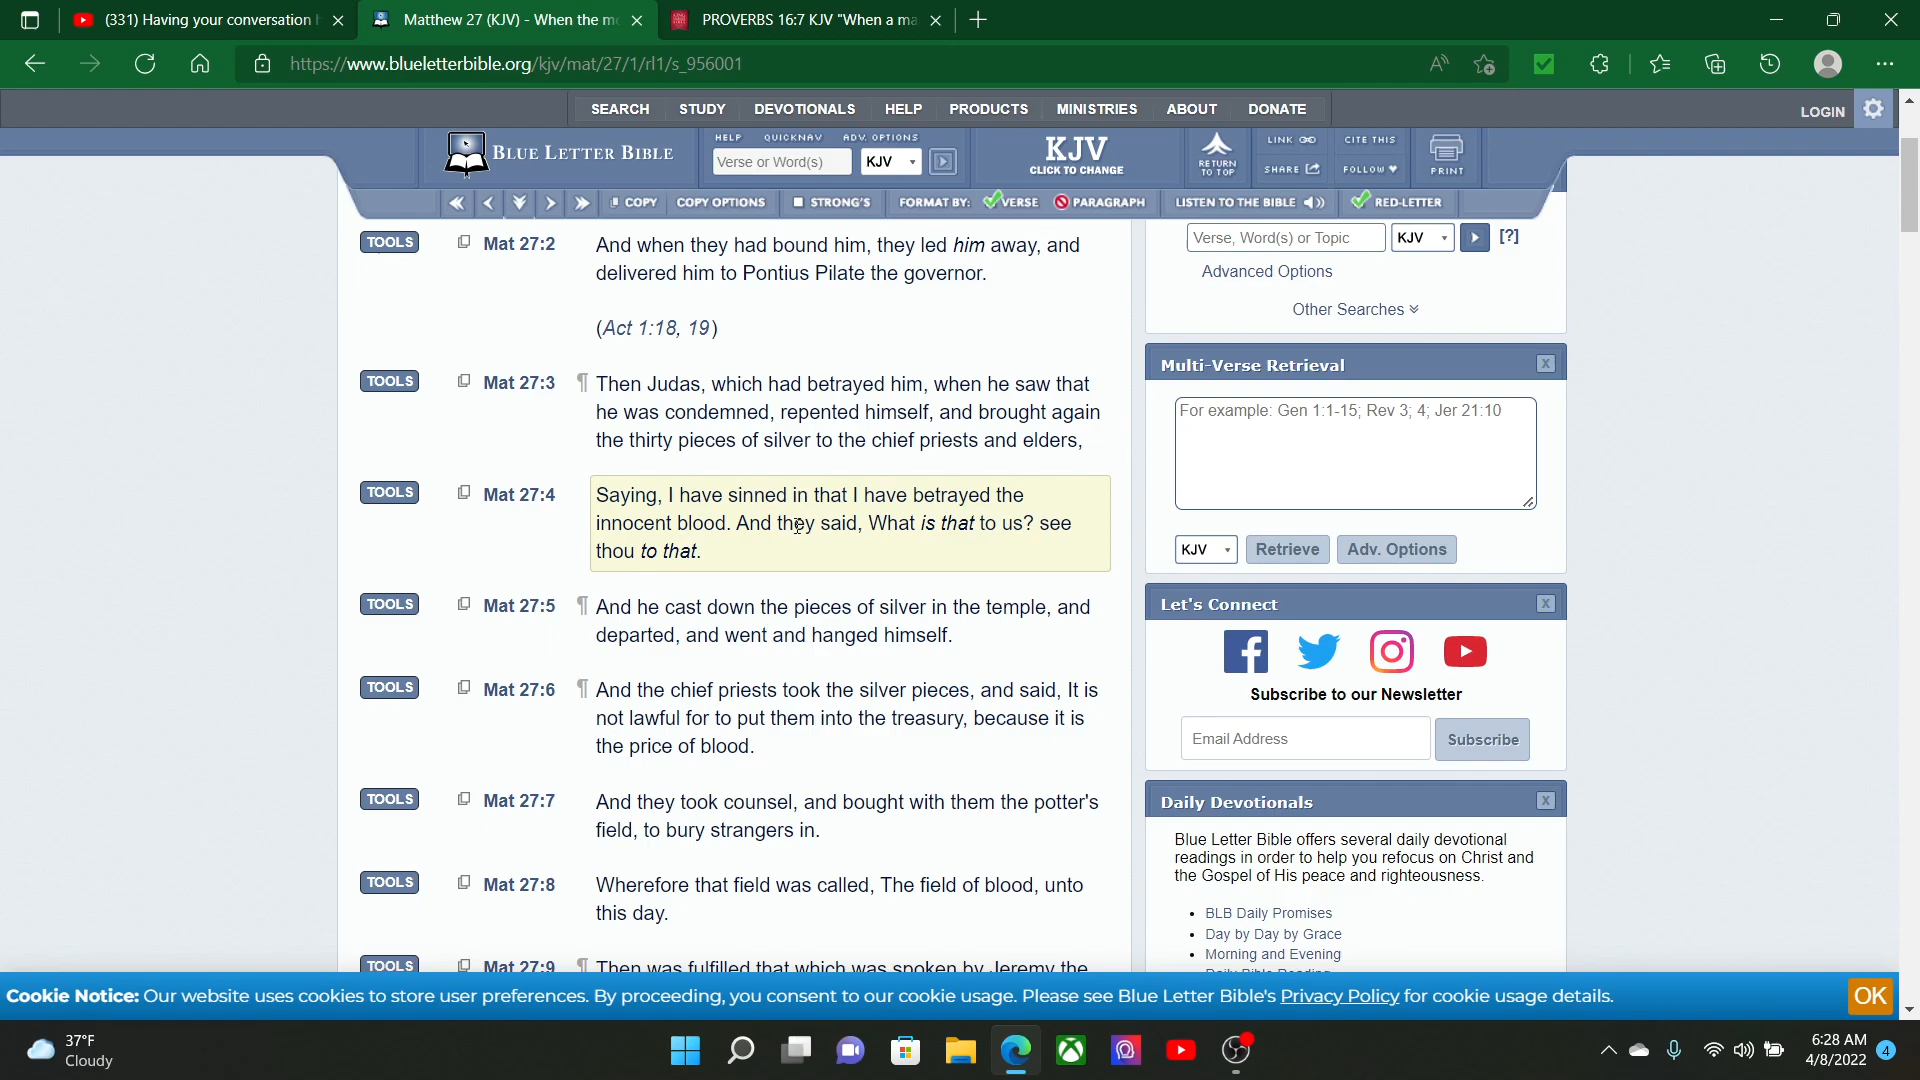 (331) Having your conversation h
Matthew 27 (KJV) - When the mo
PROVERBS 16:7 KJV "When a ma
https://www.blueletterbible.org/kjv/mat/27/1/rl1/s_956001
SEARCH STUDY DEVOTIONALS HELP PRODUCTS MINISTRIES ABOUT DONATE
LOGIN
BLUE LETTER BIBLE
HELP QUICKNAV ADV. OPTIONS
Verse or Word(s) KJV
KJV
CLICK TO CHANGE
RETURN
TO TOP
LINK CITE THIS
SHARE FOLLOW
PRINT
COPY COPY OPTIONS STRONG'S FORMAT BY: VERSE PARAGRAPH LISTEN TO THE BIBLE RED-LETTER
TOOLS Mat 27:2 And when they had bound him, they led him away, and
delivered him to Pontius Pilate the governor.
(Act 1:18, 19)
TOOLS Mat 27:3 ¶ Then Judas, which had betrayed him, when he saw that
he was condemned, repented himself, and brought again
the thirty pieces of silver to the chief priests and elders,
TOOLS Mat 27:4 Saying, I have sinned in that I have betrayed the
innocent blood. And they said, What is that to us? see
thou to that.
TOOLS Mat 27:5 ¶ And he cast down the pieces of silver in the temple, and
departed, and went and hanged himself.
TOOLS Mat 27:6 ¶ And the chief priests took the silver pieces, and said, It is
not lawful for to put them into the treasury, because it is
the price of blood.
TOOLS Mat 27:7 And they took counsel, and bought with them the potter's
field, to bury strangers in.
TOOLS Mat 27:8 Wherefore that field was called, The field of blood, unto
this day.
TOOLS Mat 27:9 ¶ Then was fulfilled that which was spoken by Jeremy the
Verse, Word(s) or Topic KJV [?]
Advanced Options
Other Searches
Multi-Verse Retrieval X
For example: Gen 1:1-15; Rev 3; 4; Jer 21:10
KJV Retrieve Adv. Options
Let's Connect X
Subscribe to our Newsletter
Email Address Subscribe
Daily Devotionals X
Blue Letter Bible offers several daily devotional
readings in order to help you refocus on Christ and
the Gospel of His peace and righteousness.
• BLB Daily Promises
• Day by Day by Grace
• Morning and Evening
Daily Bible Reading
Cookie Notice: Our website uses cookies to store user preferences. By proceeding, you consent to our cookie usage. Please see Blue Letter Bible's Privacy Policy for cookie usage details.
OK
37°F
Cloudy
6:28 AM
4/8/2022
4